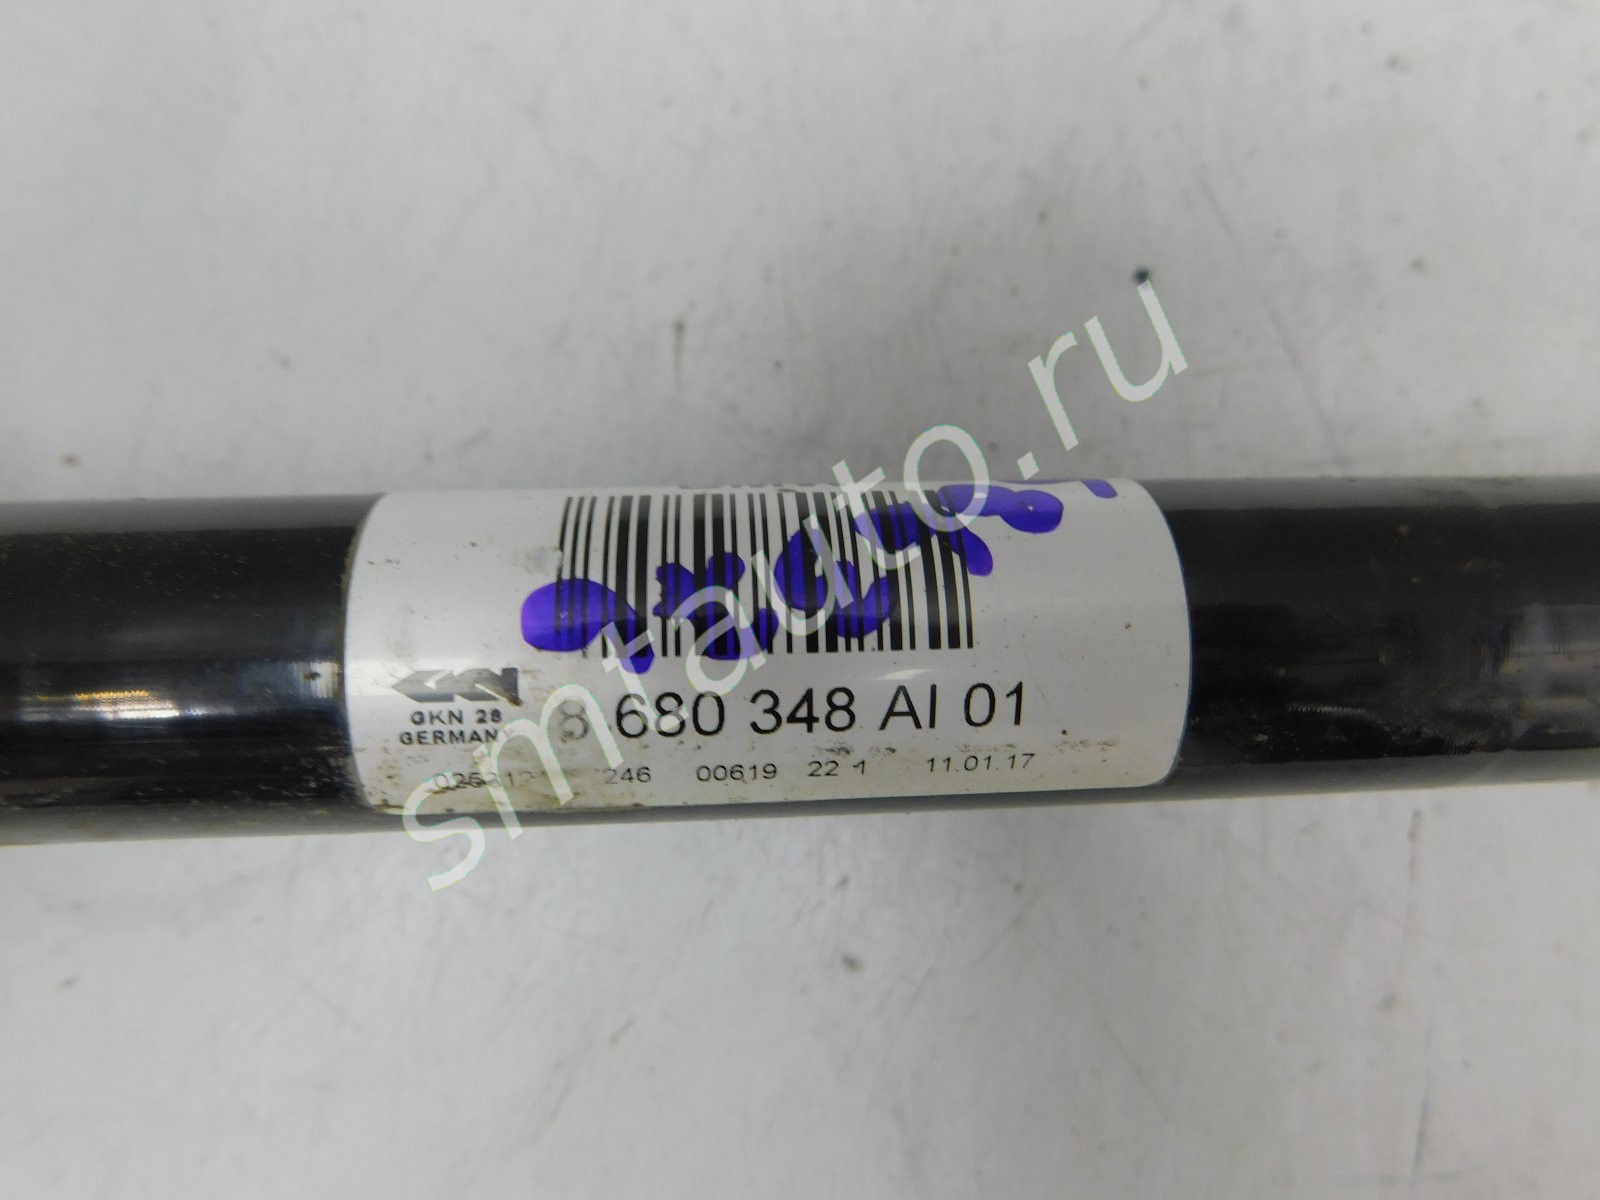 GKN 28
GERMANY
8.680 348 AI 01
246 00619 22 1 11.01.17
smtauto.ru